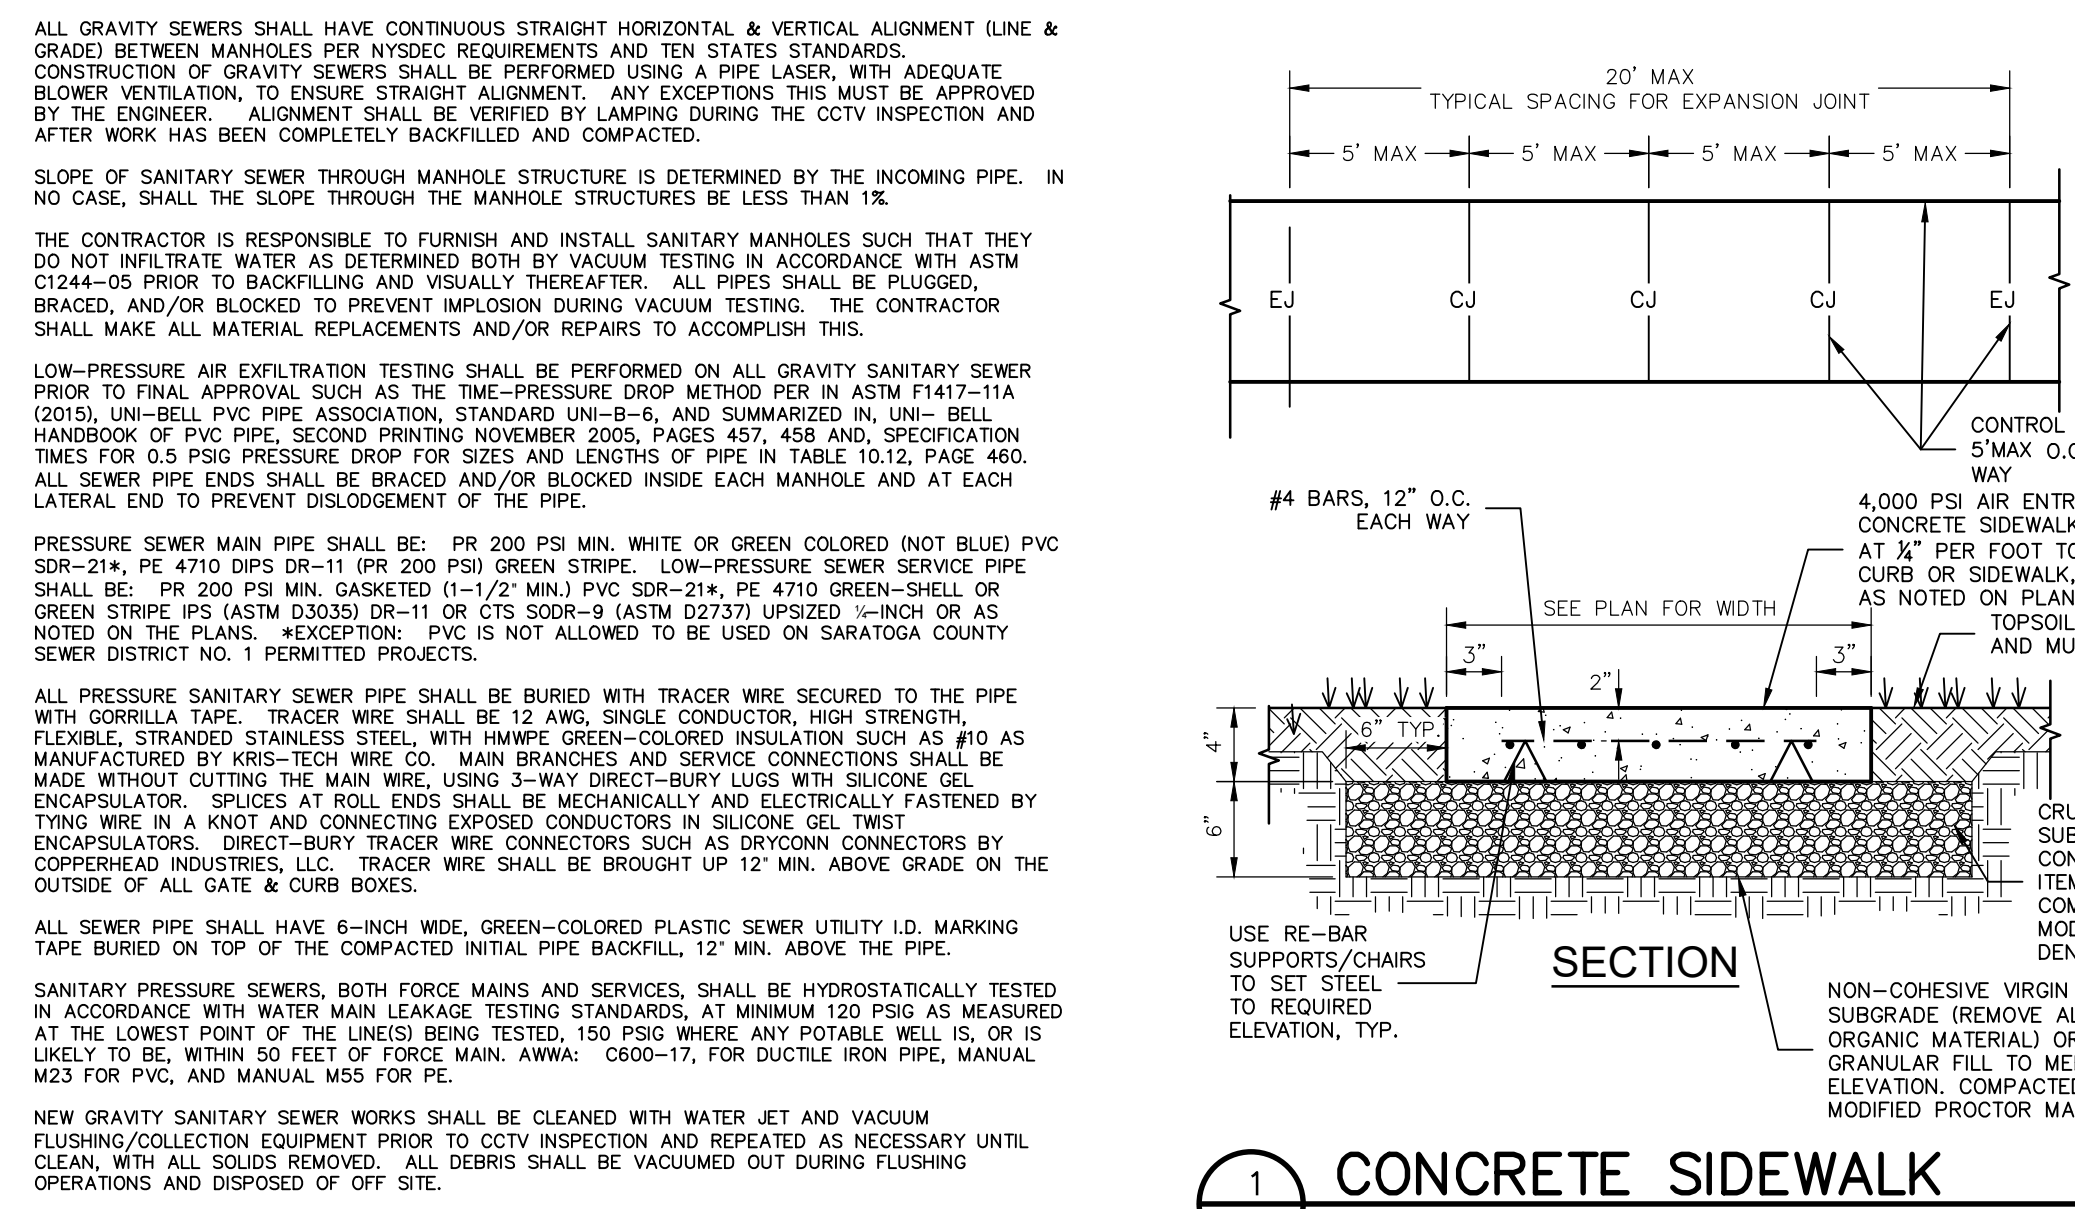 ALL GRAVITY SEWERS SHALL HAVE CONTINUOUS STRAIGHT HORIZONTAL & VERTICAL ALIGNMENT (LINE &
GRADE) BETWEEN MANHOLES PER NYSDEC REQUIREMENTS AND TEN STATES STANDARDS.
CONSTRUCTION OF GRAVITY SEWERS SHALL BE PERFORMED USING A PIPE LASER, WITH ADEQUATE
BLOWER VENTILATION, TO ENSURE STRAIGHT ALIGNMENT. ANY EXCEPTIONS THIS MUST BE APPROVED
BY THE ENGINEER. ALIGNMENT SHALL BE VERIFIED BY LAMPING DURING THE CCTV INSPECTION AND
AFTER WORK HAS BEEN COMPLETELY BACKFILLED AND COMPACTED.
SLOPE OF SANITARY SEWER THROUGH MANHOLE STRUCTURE IS DETERMINED BY THE INCOMING PIPE. IN
NO CASE, SHALL THE SLOPE THROUGH THE MANHOLE STRUCTURES BE LESS THAN 1%.
THE CONTRACTOR IS RESPONSIBLE TO FURNISH AND INSTALL SANITARY MANHOLES SUCH THAT THEY
DO NOT INFILTRATE WATER AS DETERMINED BOTH BY VACUUM TESTING IN ACCORDANCE WITH ASTM
C1244-05 PRIOR TO BACKFILLING AND VISUALLY THEREAFTER. ALL PIPES SHALL BE PLUGGED,
BRACED, AND/OR BLOCKED TO PREVENT IMPLOSION DURING VACUUM TESTING. THE CONTRACTOR
SHALL MAKE ALL MATERIAL REPLACEMENTS AND/OR REPAIRS TO ACCOMPLISH THIS.
LOW-PRESSURE AIR EXFILTRATION TESTING SHALL BE PERFORMED ON ALL GRAVITY SANITARY SEWER
PRIOR TO FINAL APPROVAL SUCH AS THE TIME-PRESSURE DROP METHOD PER IN ASTM F1417-11A
(2015), UNI-BELL PVC PIPE ASSOCIATION, STANDARD UNI-B-6, AND SUMMARIZED IN, UNI- BELL
HANDBOOK OF PVC PIPE, SECOND PRINTING NOVEMBER 2005, PAGES 457, 458 AND, SPECIFICATION
TIMES FOR 0.5 PSIG PRESSURE DROP FOR SIZES AND LENGTHS OF PIPE IN TABLE 10.12, PAGE 460.
ALL SEWER PIPE ENDS SHALL BE BRACED AND/OR BLOCKED INSIDE EACH MANHOLE AND AT EACH
LATERAL END TO PREVENT DISLODGEMENT OF THE PIPE.
PRESSURE SEWER MAIN PIPE SHALL BE: PR 200 PSI MIN. WHITE OR GREEN COLORED (NOT BLUE) PVC
SDR-21*, PE 4710 DIPS DR-11 (PR 200 PSI) GREEN STRIPE. LOW-PRESSURE SEWER SERVICE PIPE
SHALL BE: PR 200 PSI MIN. GASKETED (1-1/2" MIN.) PVC SDR-21*, PE 4710 GREEN-SHELL OR
GREEN STRIPE IPS (ASTM D3035) DR-11 OR CTS SODR-9 (ASTM D2737) UPSIZED ¼-INCH OR AS
NOTED ON THE PLANS. *EXCEPTION: PVC IS NOT ALLOWED TO BE USED ON SARATOGA COUNTY
SEWER DISTRICT NO. 1 PERMITTED PROJECTS.
ALL PRESSURE SANITARY SEWER PIPE SHALL BE BURIED WITH TRACER WIRE SECURED TO THE PIPE
WITH GORRILLA TAPE. TRACER WIRE SHALL BE 12 AWG, SINGLE CONDUCTOR, HIGH STRENGTH,
FLEXIBLE, STRANDED STAINLESS STEEL, WITH HMWPE GREEN-COLORED INSULATION SUCH AS #10 AS
MANUFACTURED BY KRIS-TECH WIRE CO. MAIN BRANCHES AND SERVICE CONNECTIONS SHALL BE
MADE WITHOUT CUTTING THE MAIN WIRE, USING 3-WAY DIRECT-BURY LUGS WITH SILICONE GEL
ENCAPSULATOR. SPLICES AT ROLL ENDS SHALL BE MECHANICALLY AND ELECTRICALLY FASTENED BY
TYING WIRE IN A KNOT AND CONNECTING EXPOSED CONDUCTORS IN SILICONE GEL TWIST
ENCAPSULATORS. DIRECT-BURY TRACER WIRE CONNECTORS SUCH AS DRYCONN CONNECTORS BY
COPPERHEAD INDUSTRIES, LLC. TRACER WIRE SHALL BE BROUGHT UP 12" MIN. ABOVE GRADE ON THE
OUTSIDE OF ALL GATE & CURB BOXES.
ALL SEWER PIPE SHALL HAVE 6-INCH WIDE, GREEN-COLORED PLASTIC SEWER UTILITY I.D. MARKING
TAPE BURIED ON TOP OF THE COMPACTED INITIAL PIPE BACKFILL, 12" MIN. ABOVE THE PIPE.
SANITARY PRESSURE SEWERS, BOTH FORCE MAINS AND SERVICES, SHALL BE HYDROSTATICALLY TESTED
IN ACCORDANCE WITH WATER MAIN LEAKAGE TESTING STANDARDS, AT MINIMUM 120 PSIG AS MEASURED
AT THE LOWEST POINT OF THE LINE(S) BEING TESTED, 150 PSIG WHERE ANY POTABLE WELL IS, OR IS
LIKELY TO BE, WITHIN 50 FEET OF FORCE MAIN. AWWA: C600-17, FOR DUCTILE IRON PIPE, MANUAL
M23 FOR PVC, AND MANUAL M55 FOR PE.
NEW GRAVITY SANITARY SEWER WORKS SHALL BE CLEANED WITH WATER JET AND VACUUM
FLUSHING/COLLECTION EQUIPMENT PRIOR TO CCTV INSPECTION AND REPEATED AS NECESSARY UNTIL
CLEAN, WITH ALL SOLIDS REMOVED. ALL DEBRIS SHALL BE VACUUMED OUT DURING FLUSHING
OPERATIONS AND DISPOSED OF OFF SITE.
20' MAX
TYPICAL SPACING FOR EXPANSION JOINT
5' MAX 5' MAX 5' MAX 5' MAX
EJ CJ CJ CJ EJ
CONTROL
5'MAX O.C
WAY
#4 BARS, 12" O.C.
EACH WAY
4,000 PSI AIR ENTR
CONCRETE SIDEWALK
AT ¼" PER FOOT TO
CURB OR SIDEWALK,
AS NOTED ON PLAN
TOPSOIL
AND MU
SEE PLAN FOR WIDTH
3" 3"
2"
6" TYP.
4"
6"
CRU
SUB
CON
ITEM
COM
MOD
DEN
USE RE-BAR
SUPPORTS/CHAIRS
TO SET STEEL
TO REQUIRED
ELEVATION, TYP.
SECTION
NON-COHESIVE VIRGIN
SUBGRADE (REMOVE AL
ORGANIC MATERIAL) OR
GRANULAR FILL TO MEE
ELEVATION. COMPACTED
MODIFIED PROCTOR MA
1 CONCRETE SIDEWALK